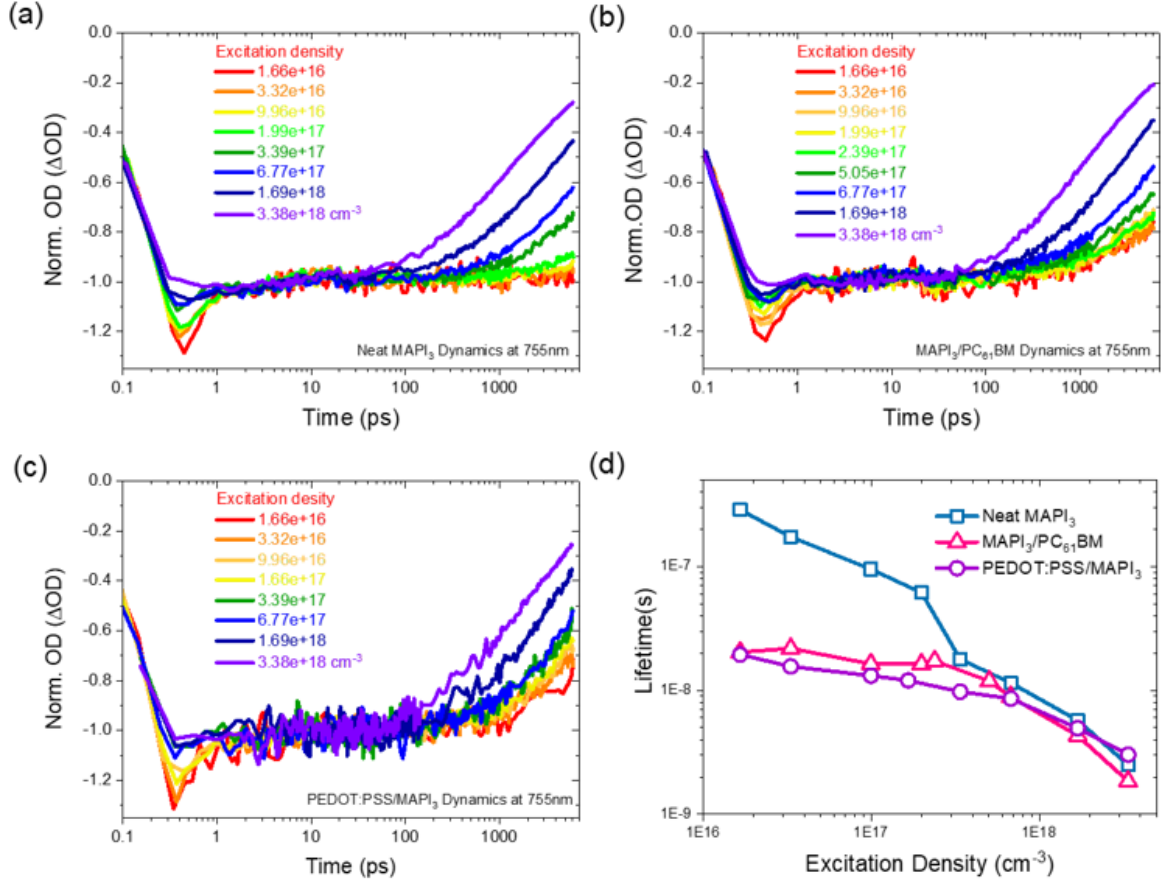 (a)
0.0
-0.2
-0.4
-0.6
-0.8
-1.0
-1.2
Norm. OD (ΔOD)
Excitation density
1.66e+16
3.32e+16
9.96e+16
1.99e+17
3.39e+17
6.77e+17
1.69e+18
3.38e+18 cm⁻³
Neat MAPI₃ Dynamics at 755nm
0.1 1 10 100 1000
Time (ps)
(b)
0.0
-0.2
-0.4
-0.6
-0.8
-1.0
-1.2
Norm.OD (ΔOD)
Excitation desity
1.66e+16
3.32e+16
9.96e+16
1.99e+17
2.39e+17
5.05e+17
6.77e+17
1.69e+18
3.38e+18 cm⁻³
MAPI₃/PC₆₁BM Dynamics at 755nm
0.1 1 10 100 1000
Time (ps)
(c)
0.0
-0.2
-0.4
-0.6
-0.8
-1.0
-1.2
Norm. OD (ΔOD)
Excitation desity
1.66e+16
3.32e+16
9.96e+16
1.66e+17
3.39e+17
6.77e+17
1.69e+18
3.38e+18 cm⁻³
PEDOT:PSS/MAPI₃ Dynamics at 755nm
0.1 1 10 100 1000
Time (ps)
(d)
1E-7
1E-8
1E-9
Lifetime(s)
Neat MAPI₃
MAPI₃/PC₆₁BM
PEDOT:PSS/MAPI₃
1E16 1E17 1E18
Excitation Density (cm⁻³)